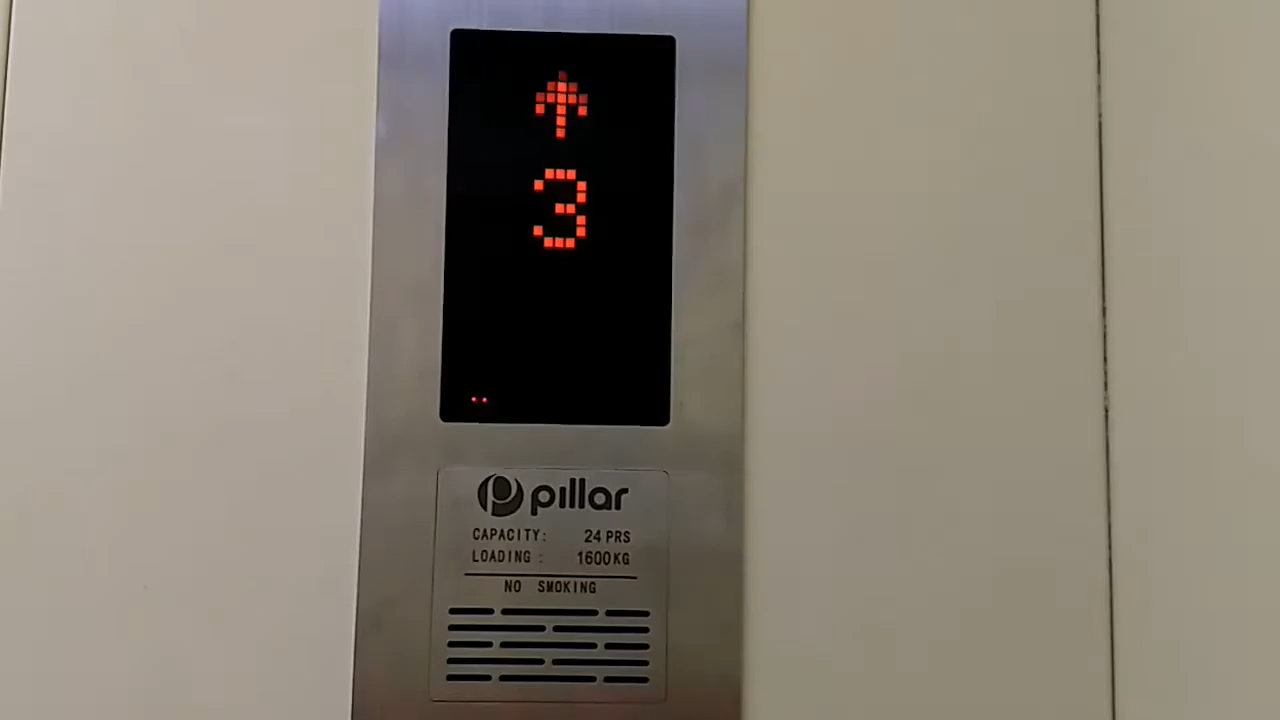 ↑
3
pillar
CAPACITY: 24 PRS
LOADING : 1600KG
NO SMOKING